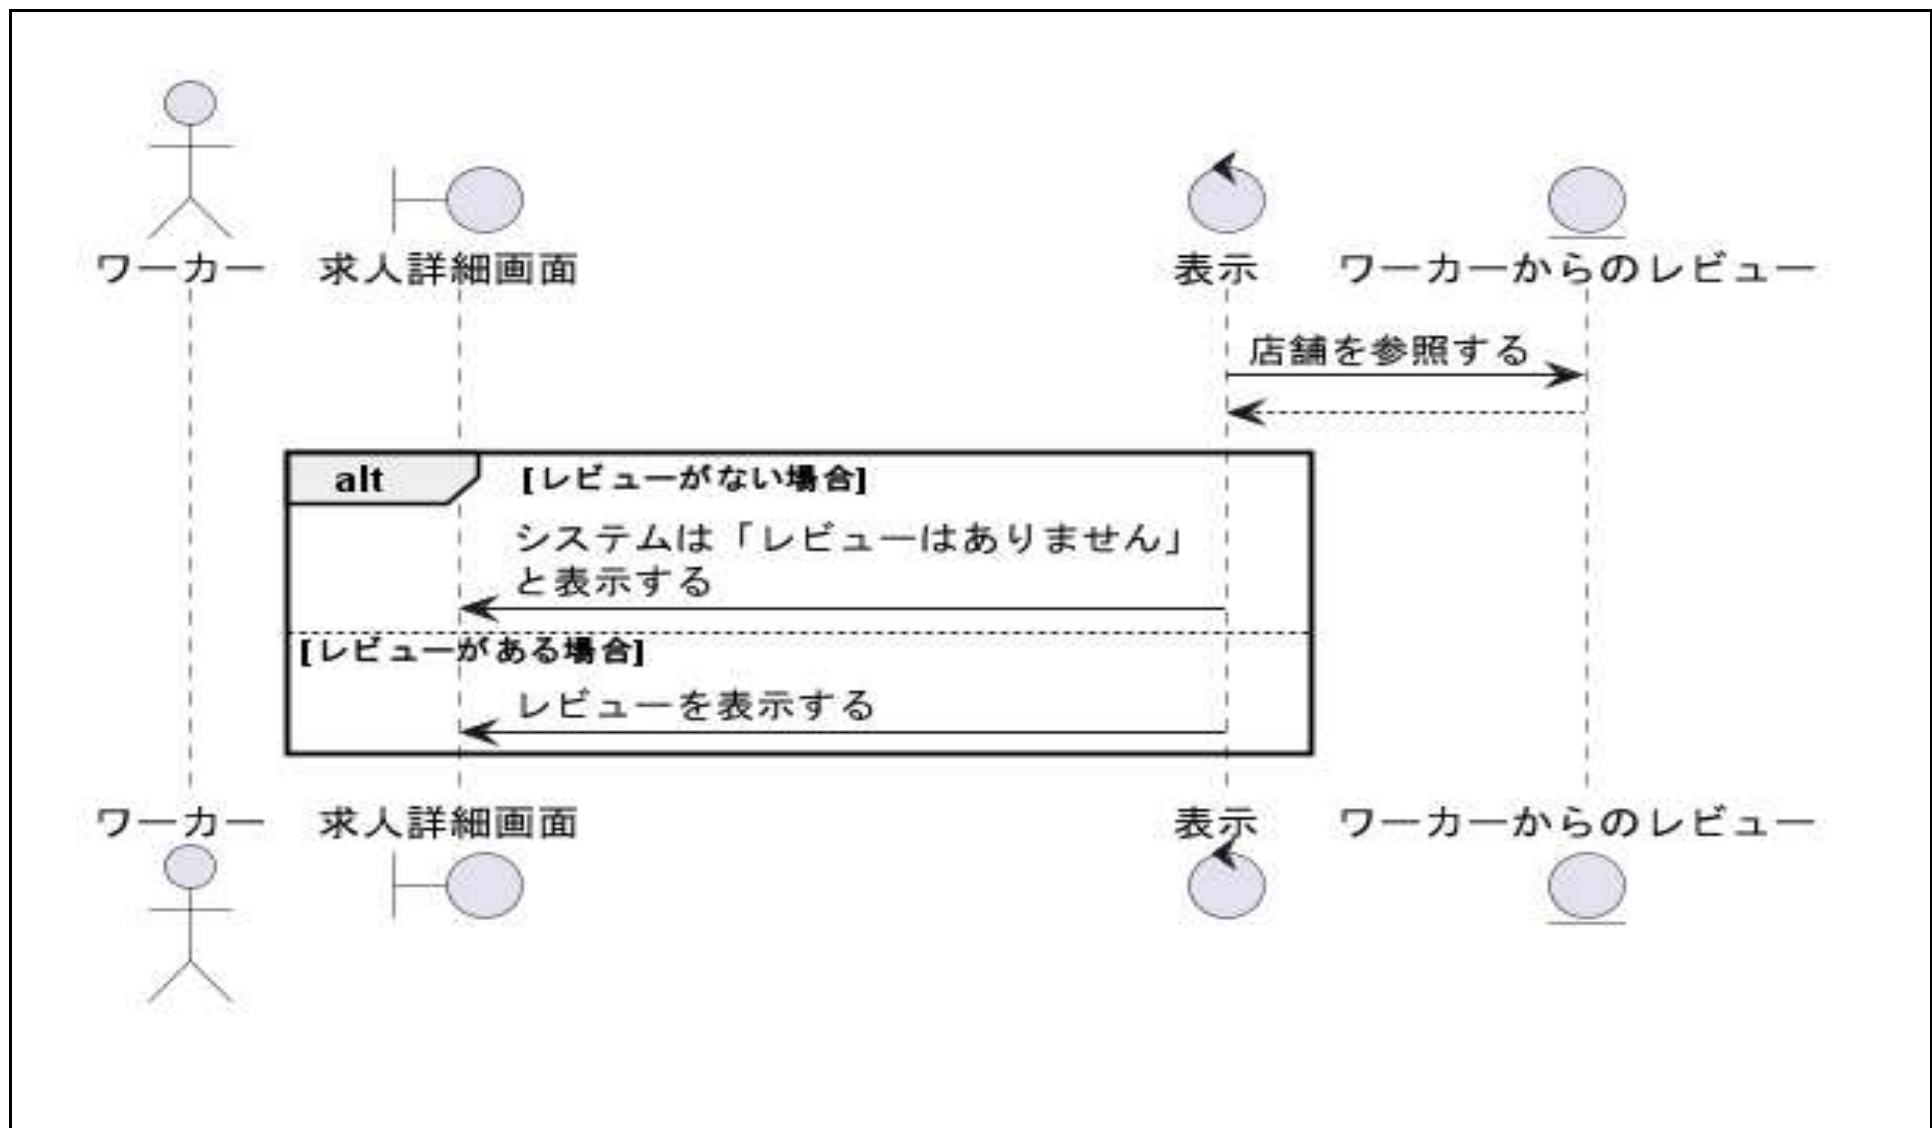 ワーカー 求人詳細画面 表示 ワーカーからのレビュー
店舗を参照する
alt [レビューがない場合]
システムは「レビューはありません」
と表示する
[レビューがある場合]
レビューを表示する
ワーカー 求人詳細画面 表示 ワーカーからのレビュー